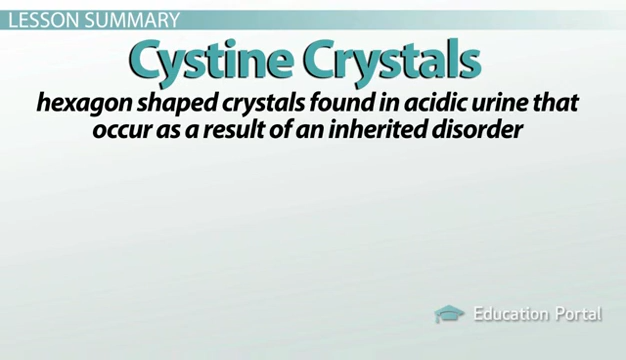 LESSON SUMMARY
Cystine Crystals
hexagon shaped crystals found in acidic urine that
occur as a result of an inherited disorder
Education Portal